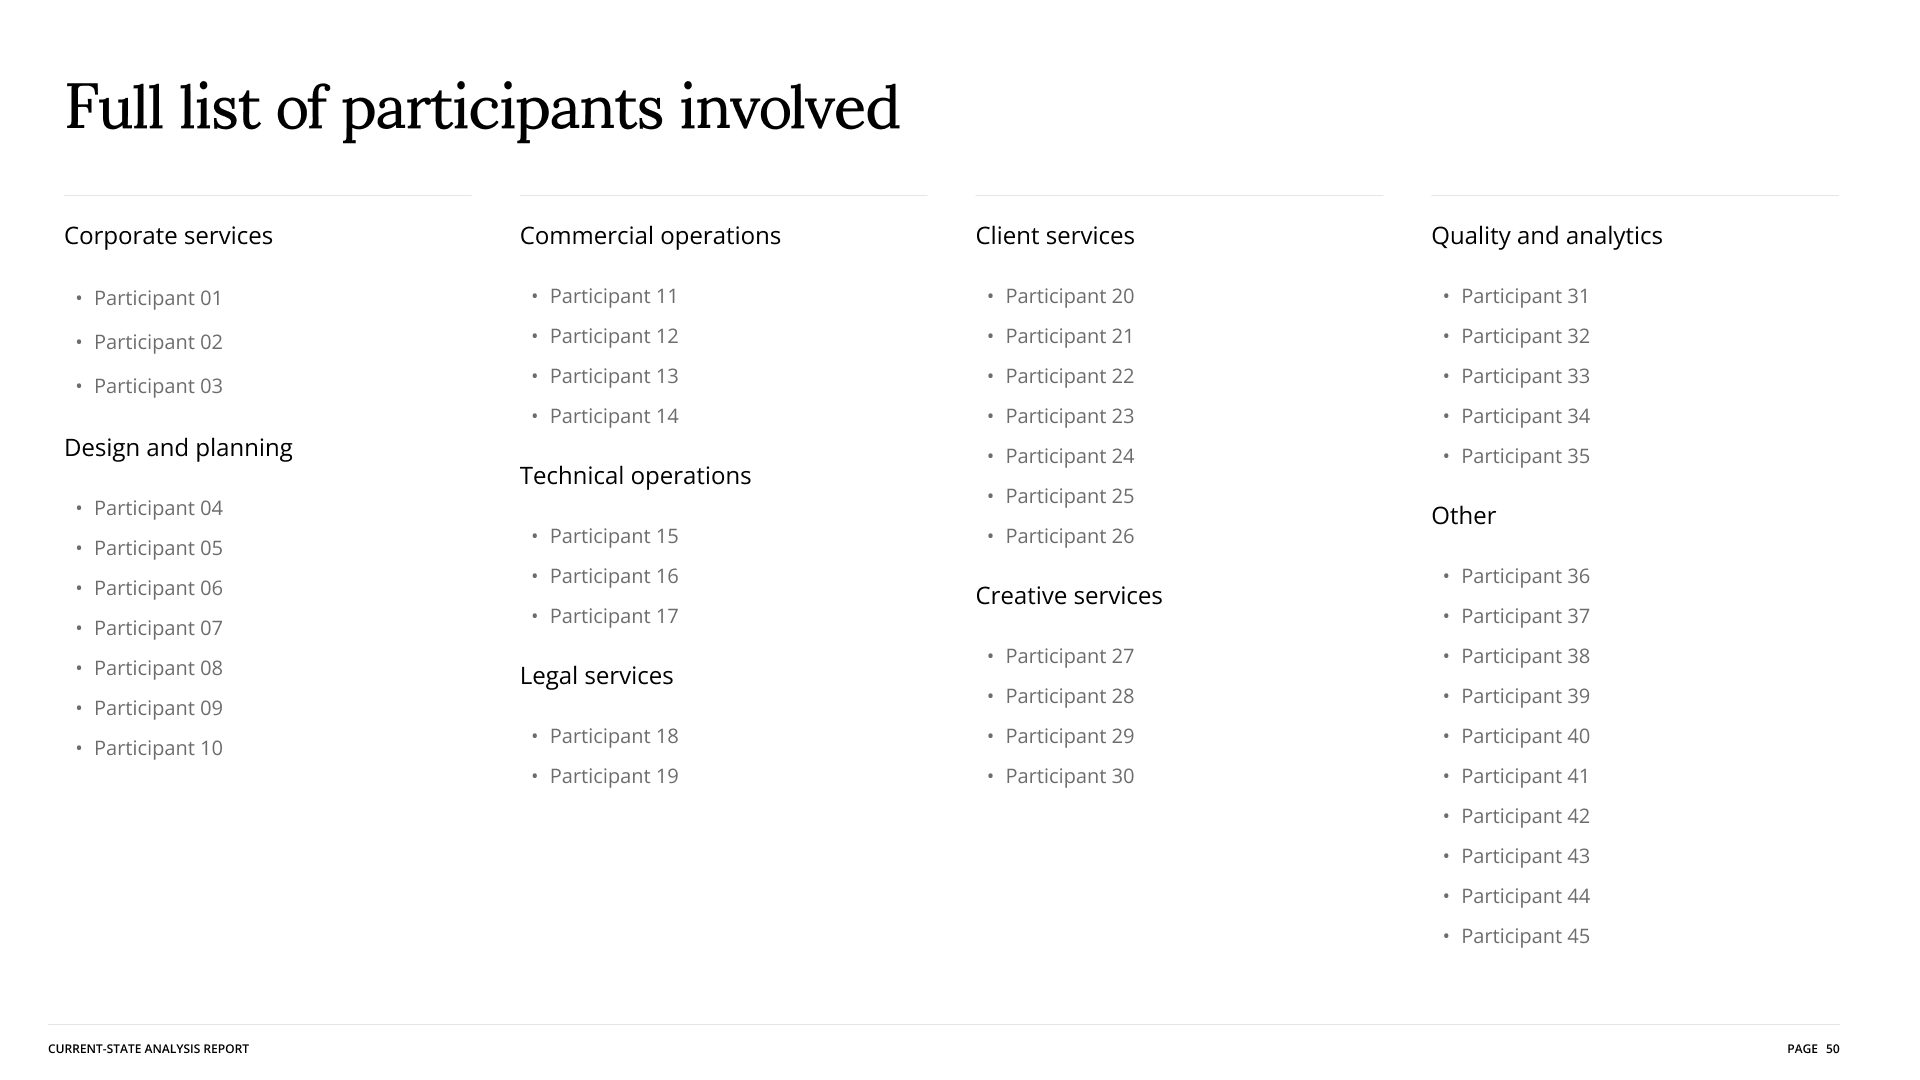 Full list of participants involved
Corporate services
• Participant 01
• Participant 02
• Participant 03
Design and planning
• Participant 04
• Participant 05
• Participant 06
• Participant 07
• Participant 08
• Participant 09
• Participant 10
Commercial operations
• Participant 11
• Participant 12
• Participant 13
• Participant 14
Technical operations
• Participant 15
• Participant 16
• Participant 17
Legal services
• Participant 18
• Participant 19
Client services
• Participant 20
• Participant 21
• Participant 22
• Participant 23
• Participant 24
• Participant 25
• Participant 26
Creative services
• Participant 27
• Participant 28
• Participant 29
• Participant 30
Quality and analytics
• Participant 31
• Participant 32
• Participant 33
• Participant 34
• Participant 35
Other
• Participant 36
• Participant 37
• Participant 38
• Participant 39
• Participant 40
• Participant 41
• Participant 42
• Participant 43
• Participant 44
• Participant 45
CURRENT-STATE ANALYSIS REPORT
PAGE 50